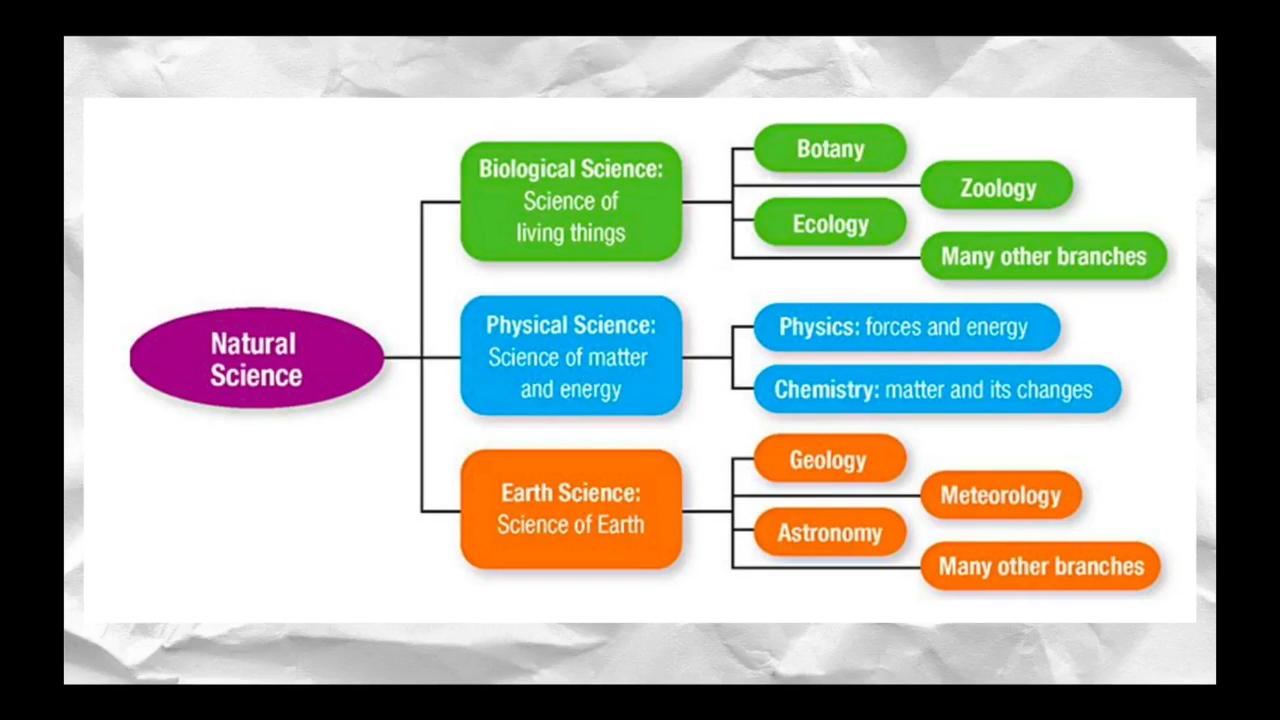 Natural
Science
Biological Science:
Science of
living things
Botany
Zoology
Ecology
Many other branches
Physical Science:
Science of matter
and energy
Physics: forces and energy
Chemistry: matter and its changes
Earth Science:
Science of Earth
Geology
Meteorology
Astronomy
Many other branches